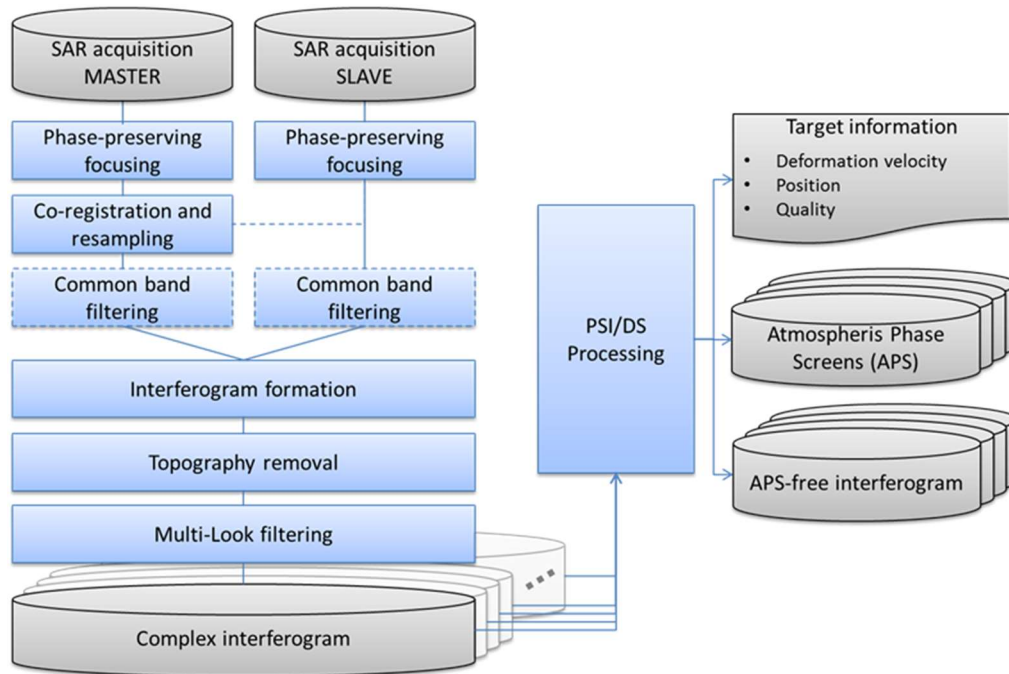 SAR acquisition
MASTER
SAR acquisition
SLAVE
Phase-preserving
focusing
Phase-preserving
focusing
Co-registration and
resampling
Common band
filtering
Common band
filtering
Interferogram formation
Topography removal
Multi-Look filtering
Complex interferogram
PSI/DS
Processing
Target information
• Deformation velocity
• Position
• Quality
Atmospheris Phase
Screens (APS)
APS-free interferogram